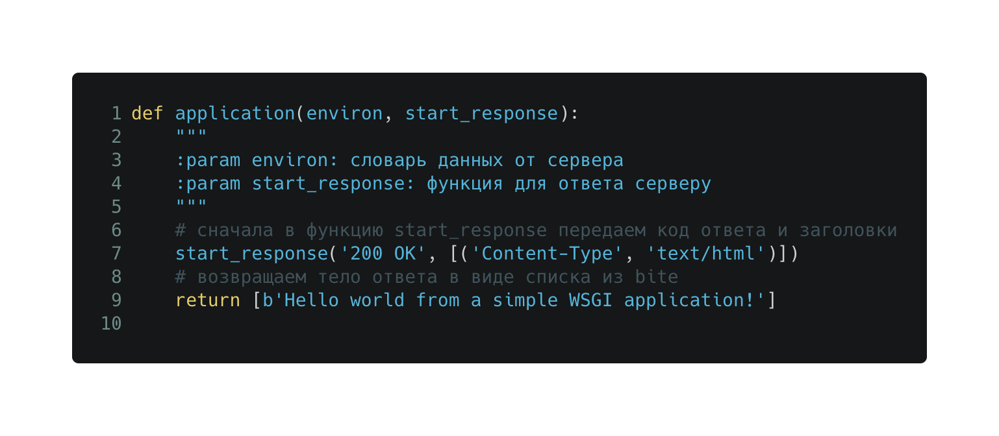 1 def application(environ, start_response):
2     """
3     :param environ: словарь данных от сервера
4     :param start_response: функция для ответа серверу
5     """
6     # сначала в функцию start_response передаем код ответа и заголовки
7     start_response('200 OK', [('Content-Type', 'text/html')])
8     # возвращаем тело ответа в виде списка из bite
9     return [b'Hello world from a simple WSGI application!']
10